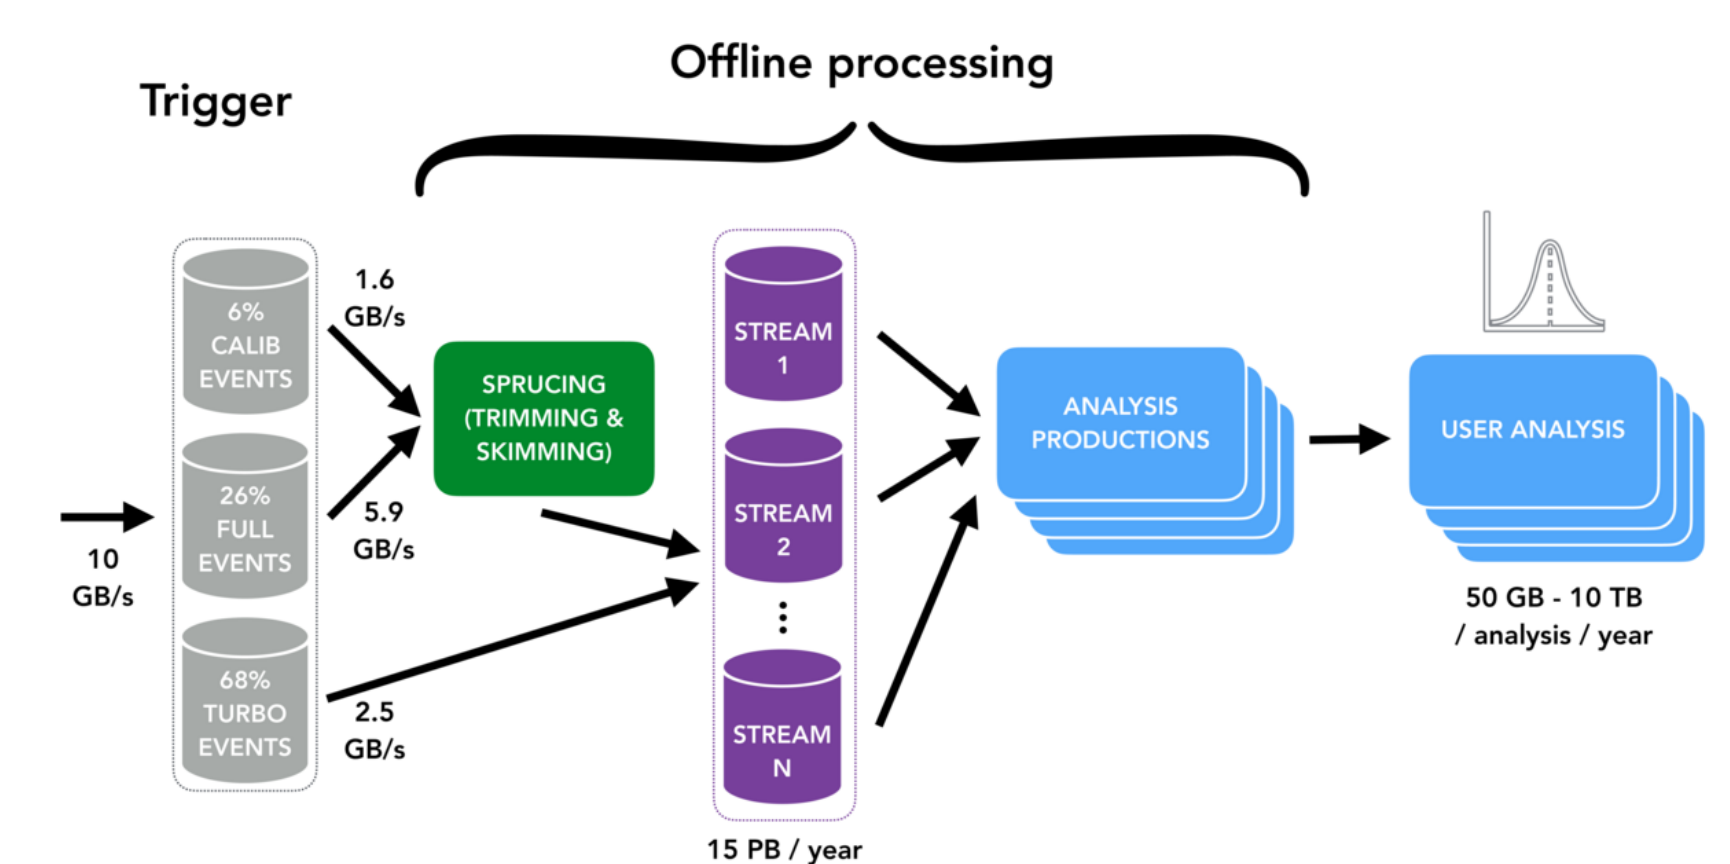 Offline processing
Trigger
10
GB/s
6%
CALIB
EVENTS
26%
FULL
EVENTS
68%
TURBO
EVENTS
1.6
GB/s
5.9
GB/s
2.5
GB/s
SPRUCING
(TRIMMING &
SKIMMING)
STREAM
1
STREAM
2
STREAM
N
15 PB / year
ANALYSIS
PRODUCTIONS
USER ANALYSIS
50 GB - 10 TB
/ analysis / year